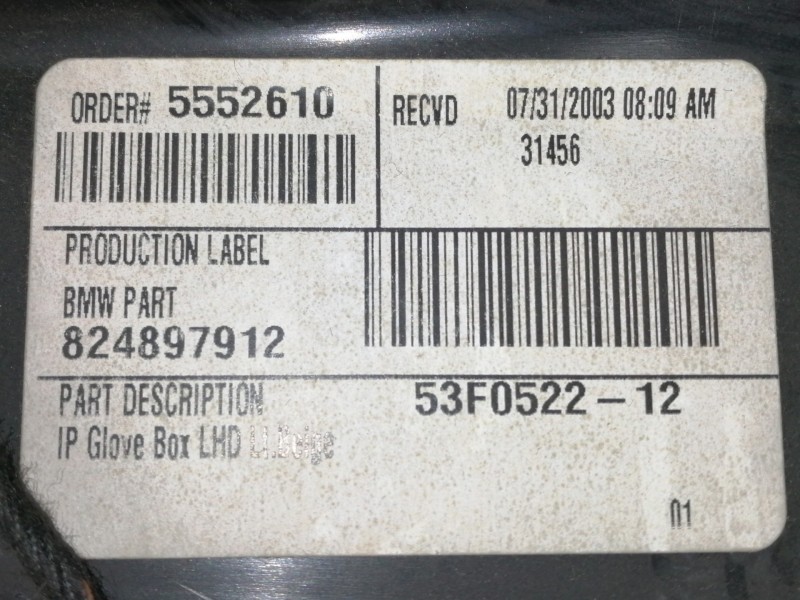 ORDER# 5552610
RECVD 07/31/2003 08:09 AM
31456
PRODUCTION LABEL
BMW PART
824897912
PART DESCRIPTION
53F0522-12
IP Glove Box LHD Lt.Beige
01